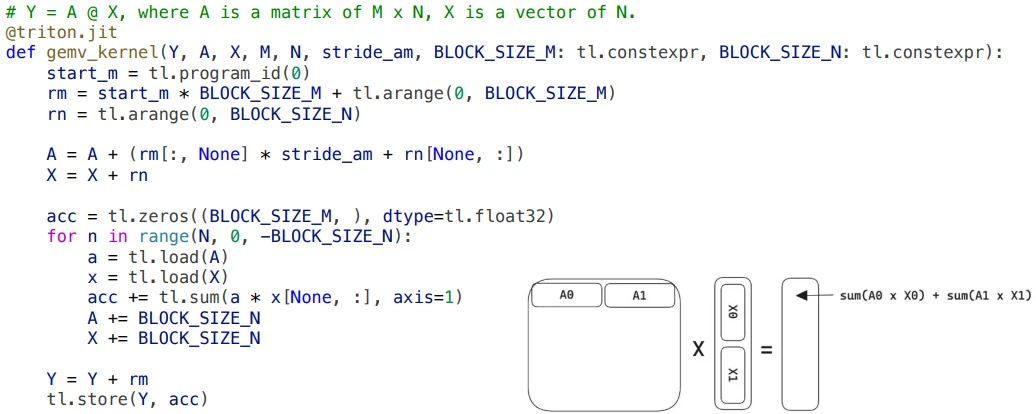 # Y = A @ X, where A is a matrix of M x N, X is a vector of N.
@triton.jit
def gemv_kernel(Y, A, X, M, N, stride_am, BLOCK_SIZE_M: tl.constexpr, BLOCK_SIZE_N: tl.constexpr):
    start_m = tl.program_id(0)
    rm = start_m * BLOCK_SIZE_M + tl.arange(0, BLOCK_SIZE_M)
    rn = tl.arange(0, BLOCK_SIZE_N)

    A = A + (rm[:, None] * stride_am + rn[None, :])
    X = X + rn

    acc = tl.zeros((BLOCK_SIZE_M, ), dtype=tl.float32)
    for n in range(N, 0, -BLOCK_SIZE_N):
        a = tl.load(A)
        x = tl.load(X)
        acc += tl.sum(a * x[None, :], axis=1)
        A += BLOCK_SIZE_N
        X += BLOCK_SIZE_N

    Y = Y + rm
    tl.store(Y, acc)
A0
A1
X
X0
X1
=
sum(A0 x X0) + sum(A1 x X1)